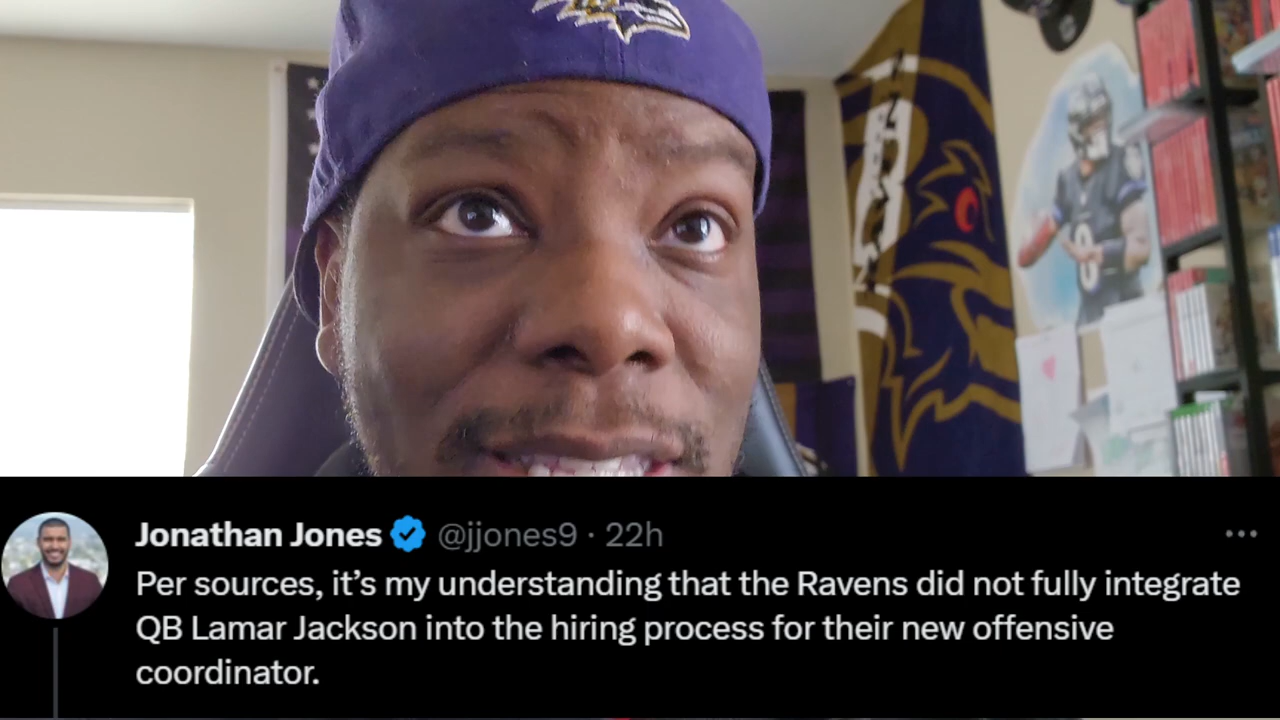 Jonathan Jones @jjones9 · 22h
Per sources, it’s my understanding that the Ravens did not fully integrate
QB Lamar Jackson into the hiring process for their new offensive
coordinator.
8